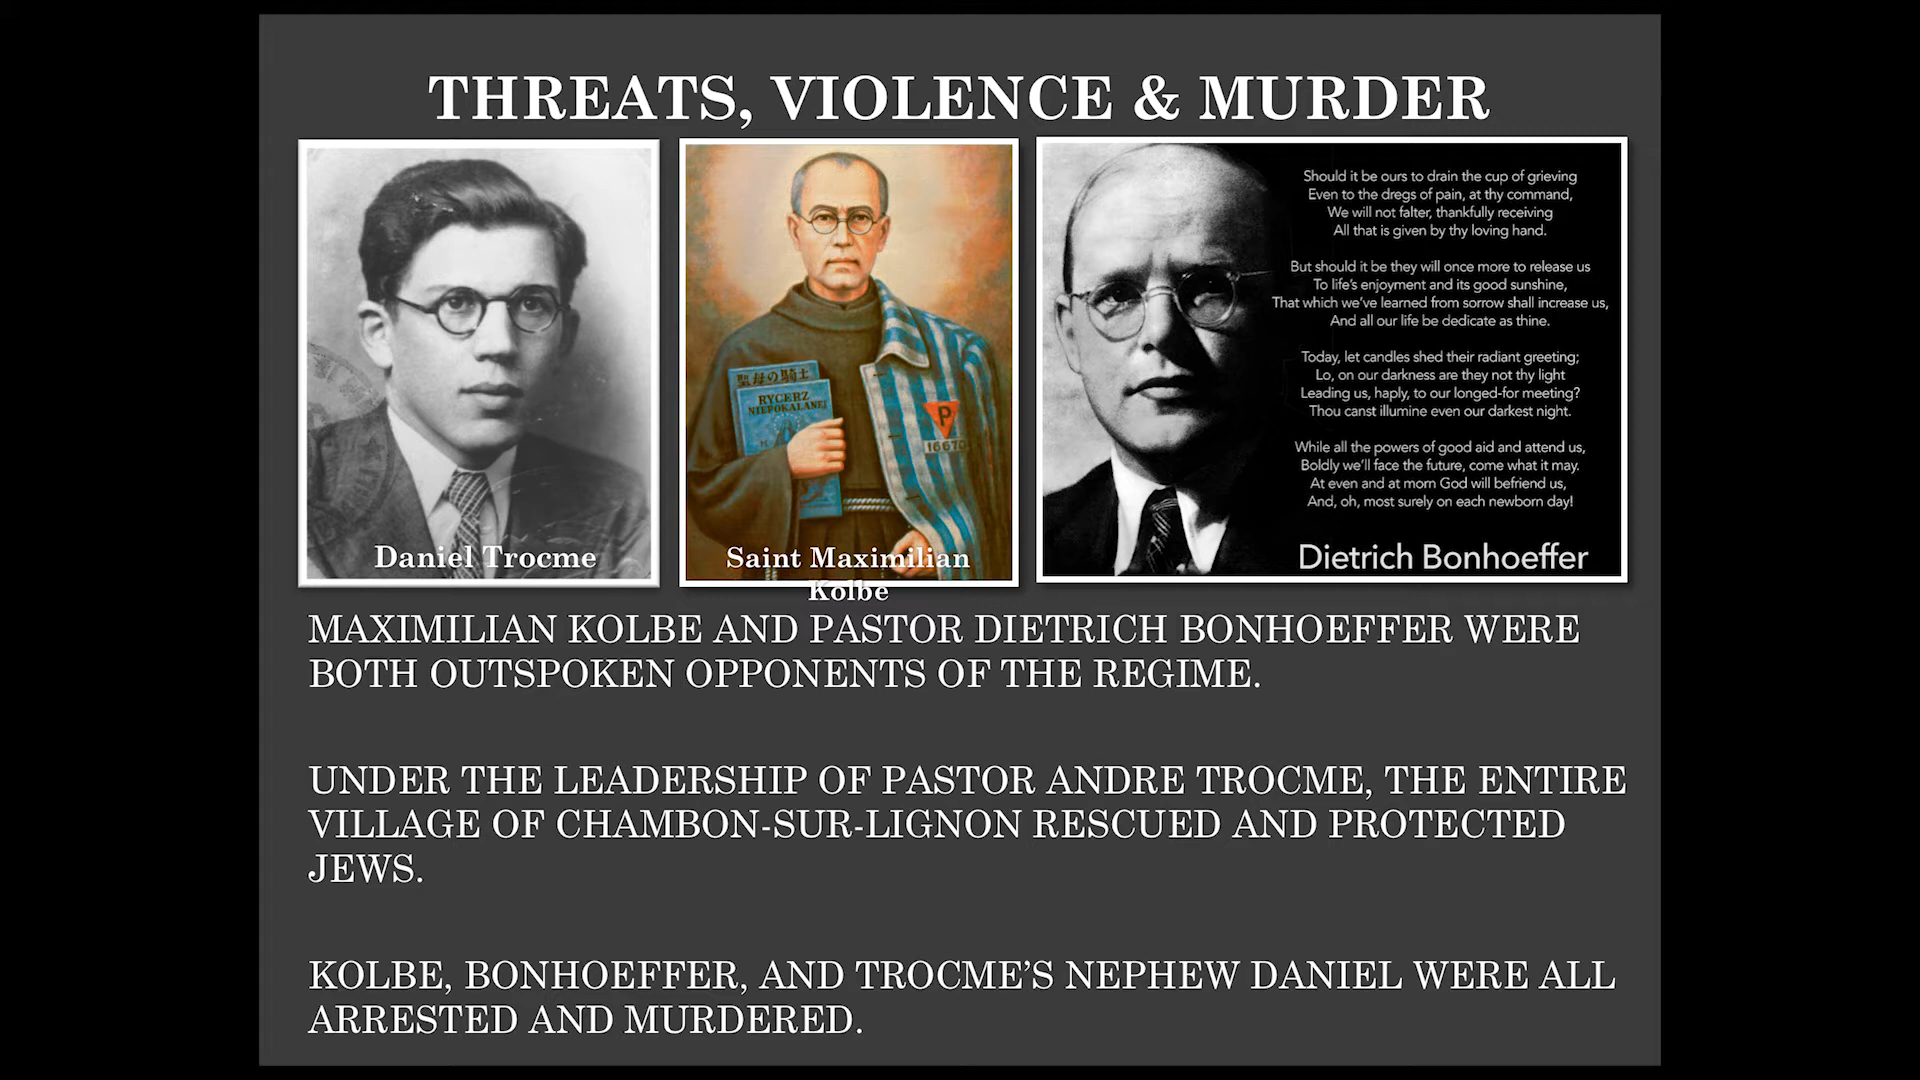 THREATS, VIOLENCE & MURDER
Daniel Trocme
聖母の騎士
RYCERZ
NIEPOKALANEJ
P
16670
Saint Maximilian
Kolbe
Should it be ours to drain the cup of grieving
Even to the dregs of pain, at thy command,
We will not falter, thankfully receiving
All that is given by thy loving hand.
But should it be they will once more to release us
To life's enjoyment and its good sunshine,
That which we've learned from sorrow shall increase us,
And all our life be dedicate as thine.
Today, let candles shed their radiant greeting;
Lo, on our darkness are they not thy light
Leading us, haply, to our longed-for meeting?
Thou canst illumine even our darkest night.
While all the powers of good aid and attend us,
Boldly we'll face the future, come what it may.
At even and at morn God will befriend us,
And, oh, most surely on each newborn day!
Dietrich Bonhoeffer
MAXIMILIAN KOLBE AND PASTOR DIETRICH BONHOEFFER WERE
BOTH OUTSPOKEN OPPONENTS OF THE REGIME.
UNDER THE LEADERSHIP OF PASTOR ANDRE TROCME, THE ENTIRE
VILLAGE OF CHAMBON-SUR-LIGNON RESCUED AND PROTECTED
JEWS.
KOLBE, BONHOEFFER, AND TROCME’S NEPHEW DANIEL WERE ALL
ARRESTED AND MURDERED.